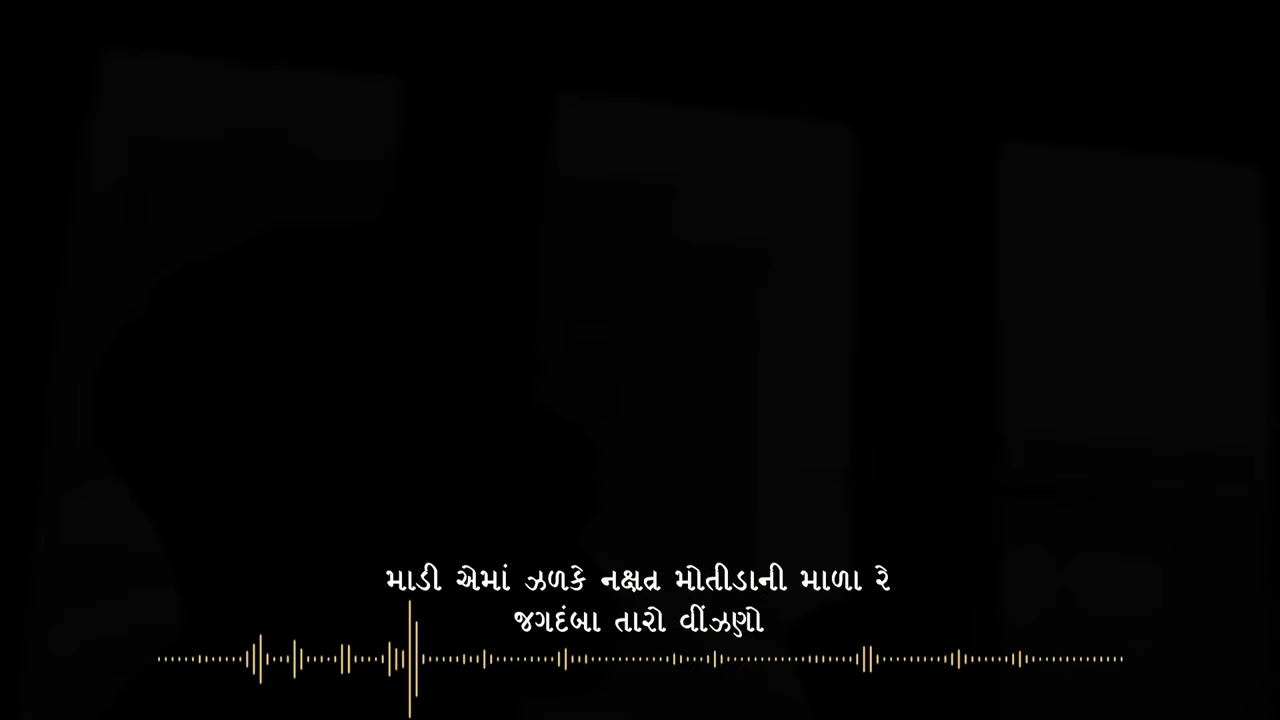 માડી એમાં ઝળકે નક્ષત્ર મોતીડાની માળા રે
જગદંબા તારો વીંઝણો